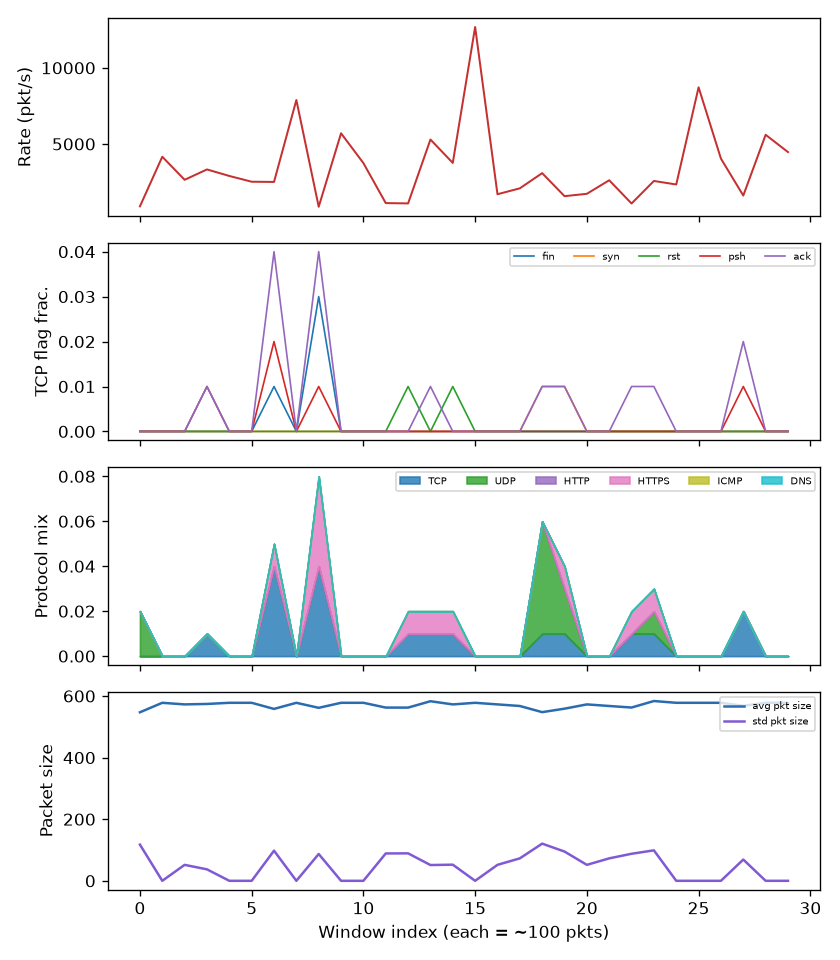 10000
5000
Rate (pkt/s)
0.04
0.03
0.02
0.01
0.00
TCP flag frac.
fin syn rst psh ack
0.08
0.06
0.04
0.02
0.00
Protocol mix
TCP UDP HTTP HTTPS ICMP DNS
600
400
200
0
Packet size
avg pkt size
std pkt size
0 5 10 15 20 25 30
Window index (each = ~100 pkts)